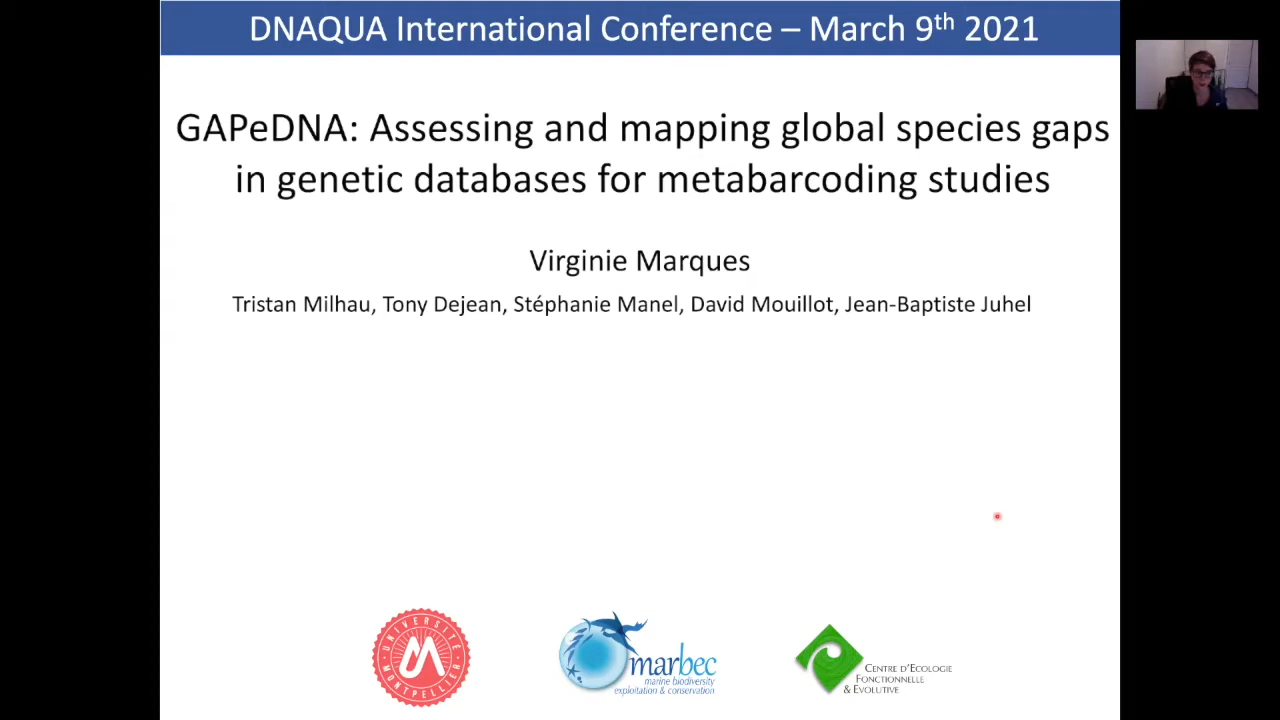 DNAQUA International Conference – March 9th 2021
GAPeDNA: Assessing and mapping global species gaps
in genetic databases for metabarcoding studies
Virginie Marques
Tristan Milhau, Tony Dejean, Stéphanie Manel, David Mouillot, Jean-Baptiste Juhel
UNIVERSITÉ
MONTPELLIER
marbec
marine biodiversity
exploitation & conservation
CENTRE D'ECOLOGIE
FONCTIONNELLE
& EVOLUTIVE